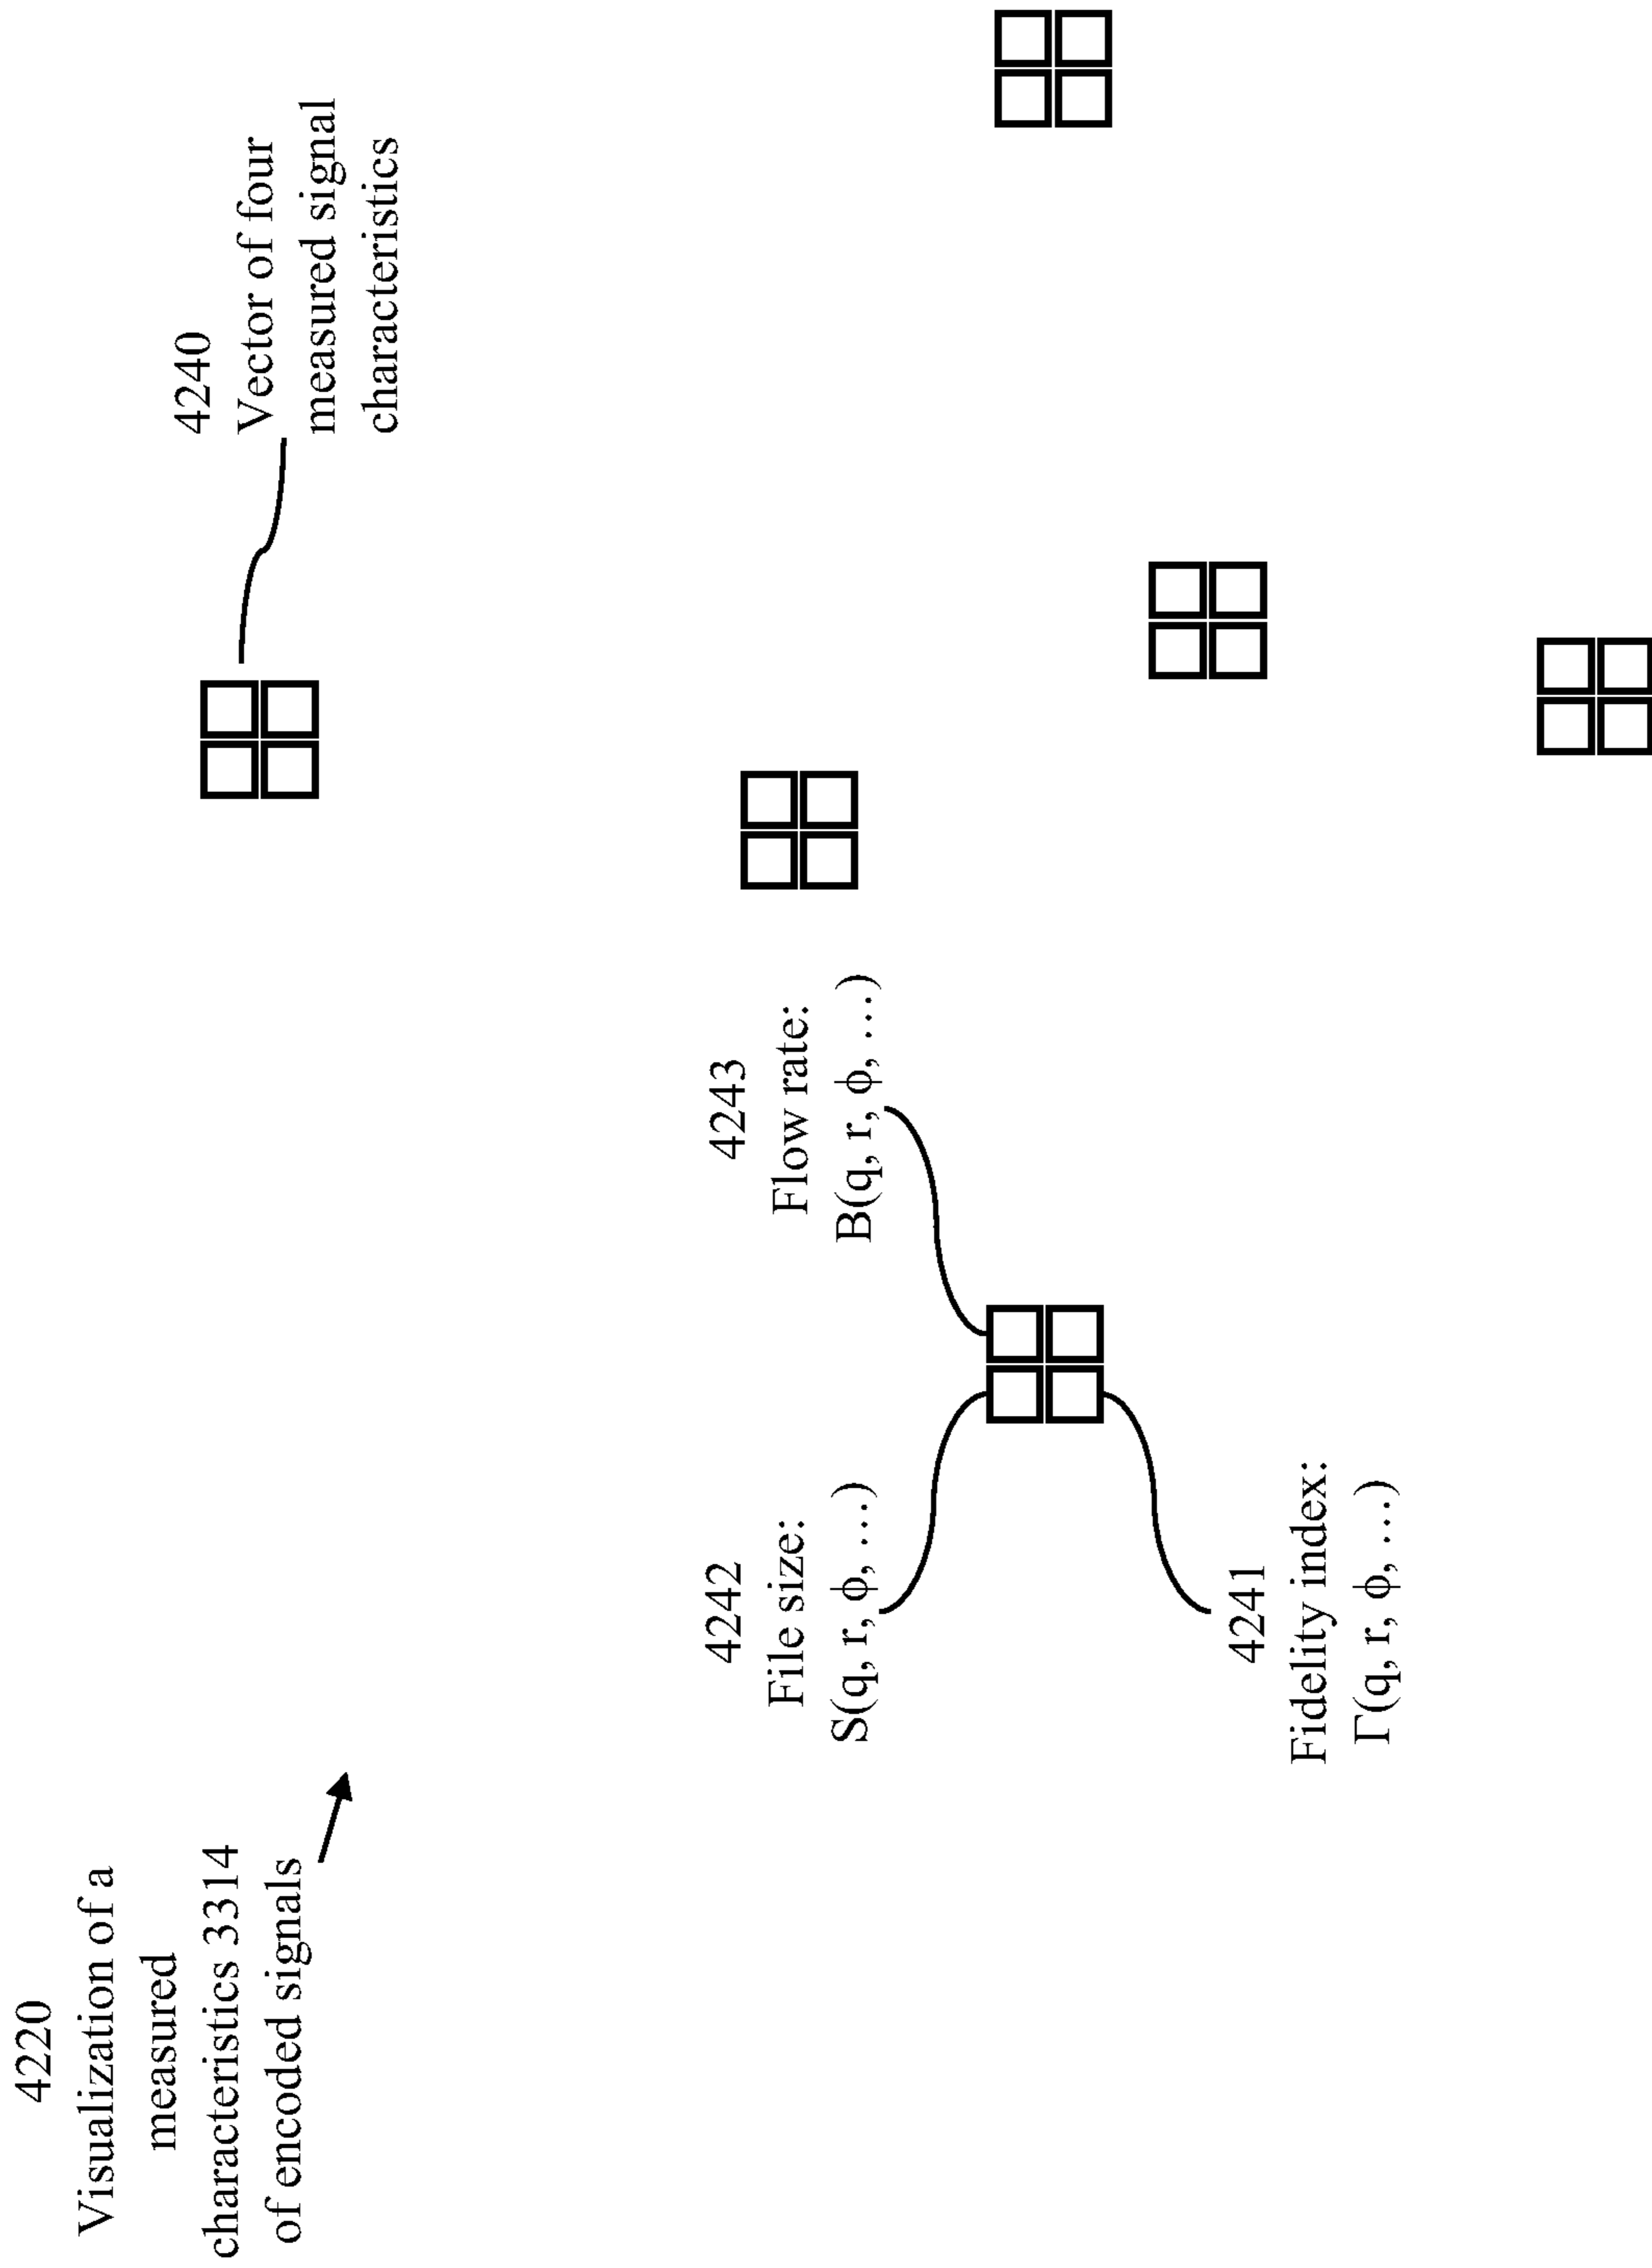 4220
Visualization of a
measured
characteristics 3314
of encoded signals
4240
Vector of four
measured signal
characteristics
4242
File size:
S(q, r, ϕ, …)
4243
Flow rate:
B(q, r, ϕ, …)
4241
Fidelity index:
Γ(q, r, ϕ, …)